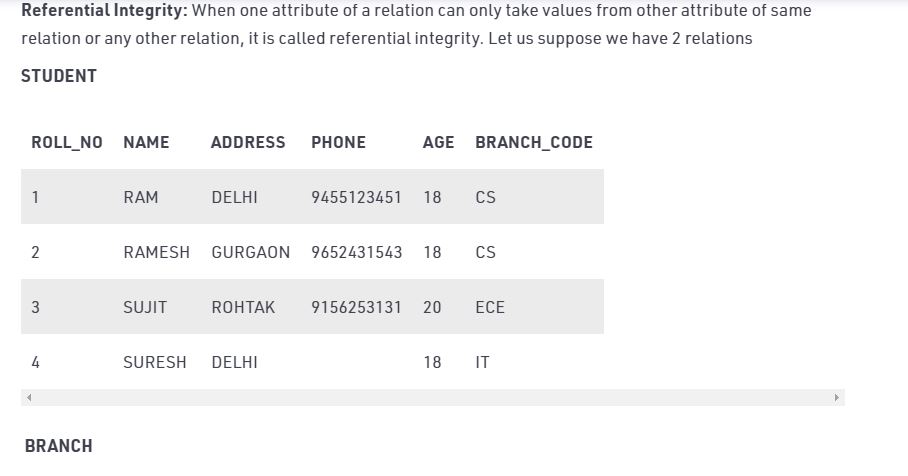 Referential Integrity: When one attribute of a relation can only take values from other attribute of same
relation or any other relation, it is called referential integrity. Let us suppose we have 2 relations
STUDENT
ROLL_NO NAME ADDRESS PHONE AGE BRANCH_CODE
1 RAM DELHI 9455123451 18 CS
2 RAMESH GURGAON 9652431543 18 CS
3 SUJIT ROHTAK 9156253131 20 ECE
4 SURESH DELHI 18 IT
BRANCH